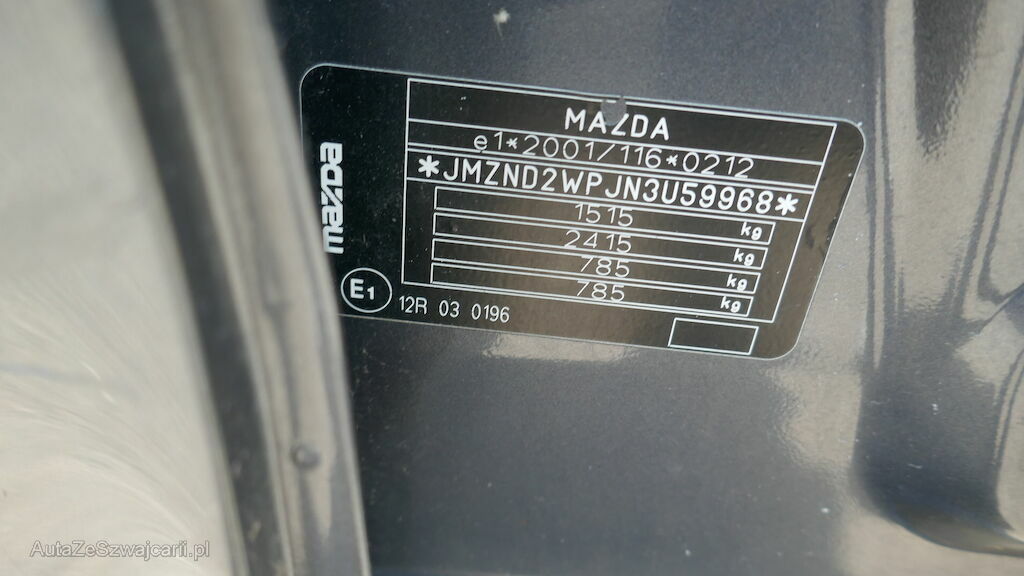 mazda
MAZDA
e1*2001/116*0212
*JMZND2WPJN3U59968*
1515 kg
2415 kg
785 kg
785 kg
E1 12R 03 0196
AutaZeSzwajcarii.pl